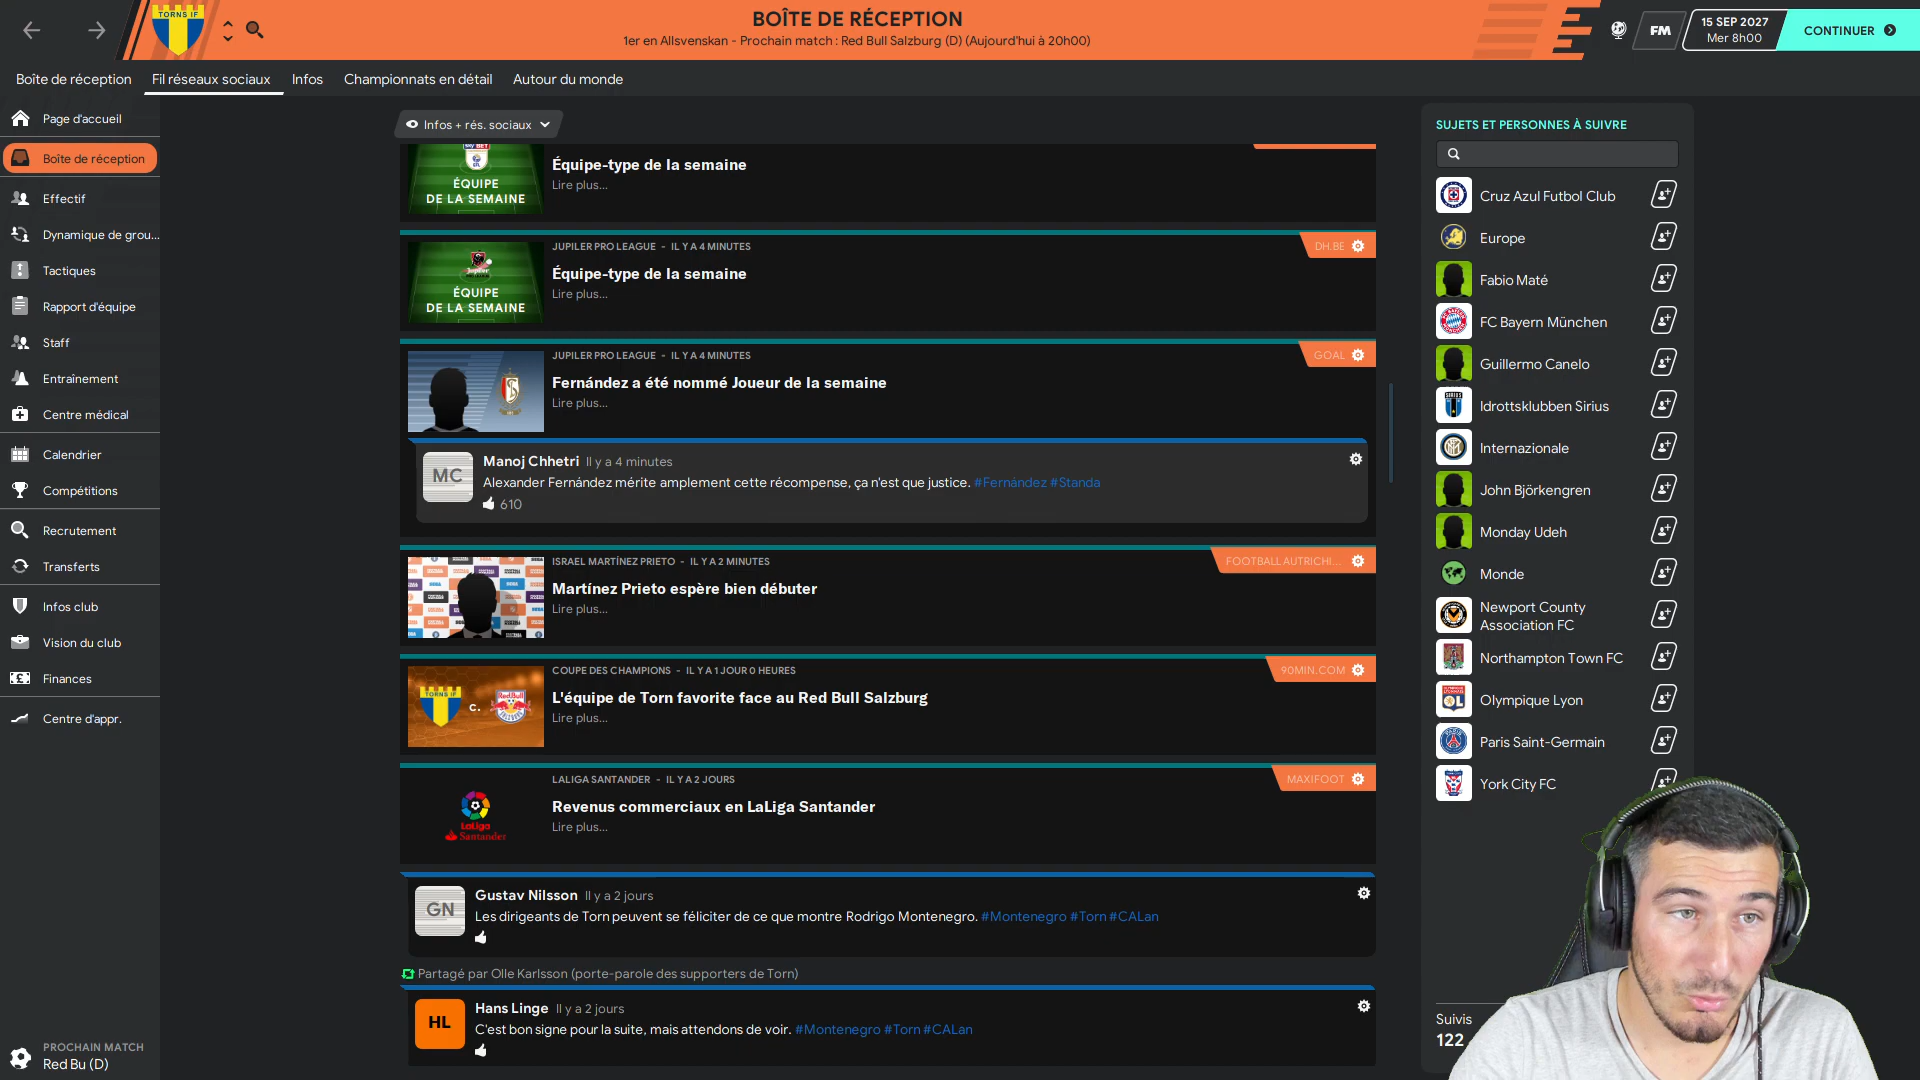 TORNS IF
BOÎTE DE RÉCEPTION
1er en Allsvenskan - Prochain match : Red Bull Salzburg (D) (Aujourd'hui à 20h00)
FM
15 SEP 2027
Mer 8h00
CONTINUER
Boîte de réception
Fil réseaux sociaux
Infos
Championnats en détail
Autour du monde
Page d'accueil
Boîte de réception
Effectif
Dynamique de grou...
Tactiques
Rapport d'équipe
Staff
Entraînement
Centre médical
Calendrier
Compétitions
Recrutement
Transferts
Infos club
Vision du club
Finances
Centre d'appr.
PROCHAIN MATCH
Red Bu (D)
Infos + rés. sociaux
ÉQUIPE
DE LA SEMAINE
Équipe-type de la semaine
Lire plus...
JUPILER PRO LEAGUE - IL Y A 4 MINUTES
DH.BE
ÉQUIPE
DE LA SEMAINE
Équipe-type de la semaine
Lire plus...
JUPILER PRO LEAGUE - IL Y A 4 MINUTES
GOAL
Fernández a été nommé Joueur de la semaine
Lire plus...
MC
Manoj Chhetri Il y a 4 minutes
Alexander Fernández mérite amplement cette récompense, ça n'est que justice. #Fernández #Standa
610
ISRAEL MARTÍNEZ PRIETO - IL Y A 2 MINUTES
FOOTBALLAUTRICHI...
Martínez Prieto espère bien débuter
Lire plus...
COUPE DES CHAMPIONS - IL Y A 1 JOUR 0 HEURES
90MIN.COM
TORNS IF
c.
RedBull
L'équipe de Torn favorite face au Red Bull Salzburg
Lire plus...
LALIGA SANTANDER - IL Y A 2 JOURS
MAXIFOOT
LaLiga
Santander
Revenus commerciaux en LaLiga Santander
Lire plus...
GN
Gustav Nilsson Il y a 2 jours
Les dirigeants de Torn peuvent se féliciter de ce que montre Rodrigo Montenegro. #Montenegro #Torn #CALan
Partagé par Olle Karlsson (porte-parole des supporters de Torn)
HL
Hans Linge Il y a 2 jours
C'est bon signe pour la suite, mais attendons de voir. #Montenegro #Torn #CALan
SUJETS ET PERSONNES À SUIVRE
Cruz Azul Futbol Club
Europe
Fabio Maté
FC Bayern München
Guillermo Canelo
Idrottsklubben Sirius
Internazionale
John Björkengren
Monday Udeh
Monde
Newport County
Association FC
Northampton Town FC
Olympique Lyon
Paris Saint-Germain
York City FC
Suivis
122